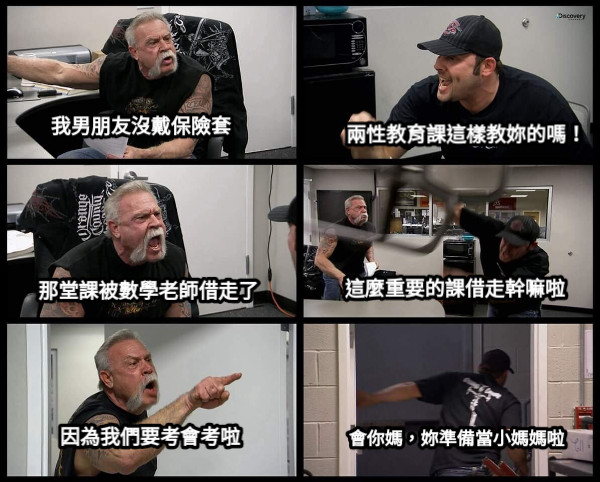 我男朋友沒戴保險套
Discovery
兩性教育課這樣教妳的嗎！
Orange
County
那堂課被數學老師借走了
這麼重要的課借走幹嘛啦
因為我們要考會考啦
會你媽，妳準備當小媽媽啦